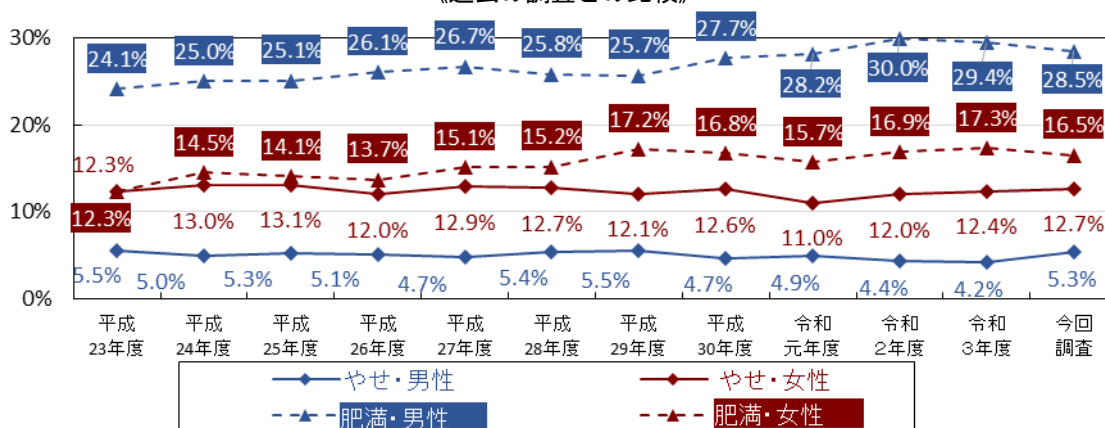 《過去の調査との比較》
30%
20%
10%
0%
24.1% 25.0% 25.1% 26.1% 26.7% 25.8% 25.7% 27.7% 28.2% 30.0% 29.4% 28.5%
12.3% 14.5% 14.1% 13.7% 15.1% 15.2% 17.2% 16.8% 15.7% 16.9% 17.3% 16.5%
12.3% 13.0% 13.1% 12.0% 12.9% 12.7% 12.1% 12.6% 11.0% 12.0% 12.4% 12.7%
5.5% 5.0% 5.3% 5.1% 4.7% 5.4% 5.5% 4.7% 4.9% 4.4% 4.2% 5.3%
平成 平成 平成 平成 平成 平成 平成 平成 令和 令和 令和 今回
23年度 24年度 25年度 26年度 27年度 28年度 29年度 30年度 元年度 2年度 3年度 調査
やせ・男性 やせ・女性
肥満・男性 肥満・女性